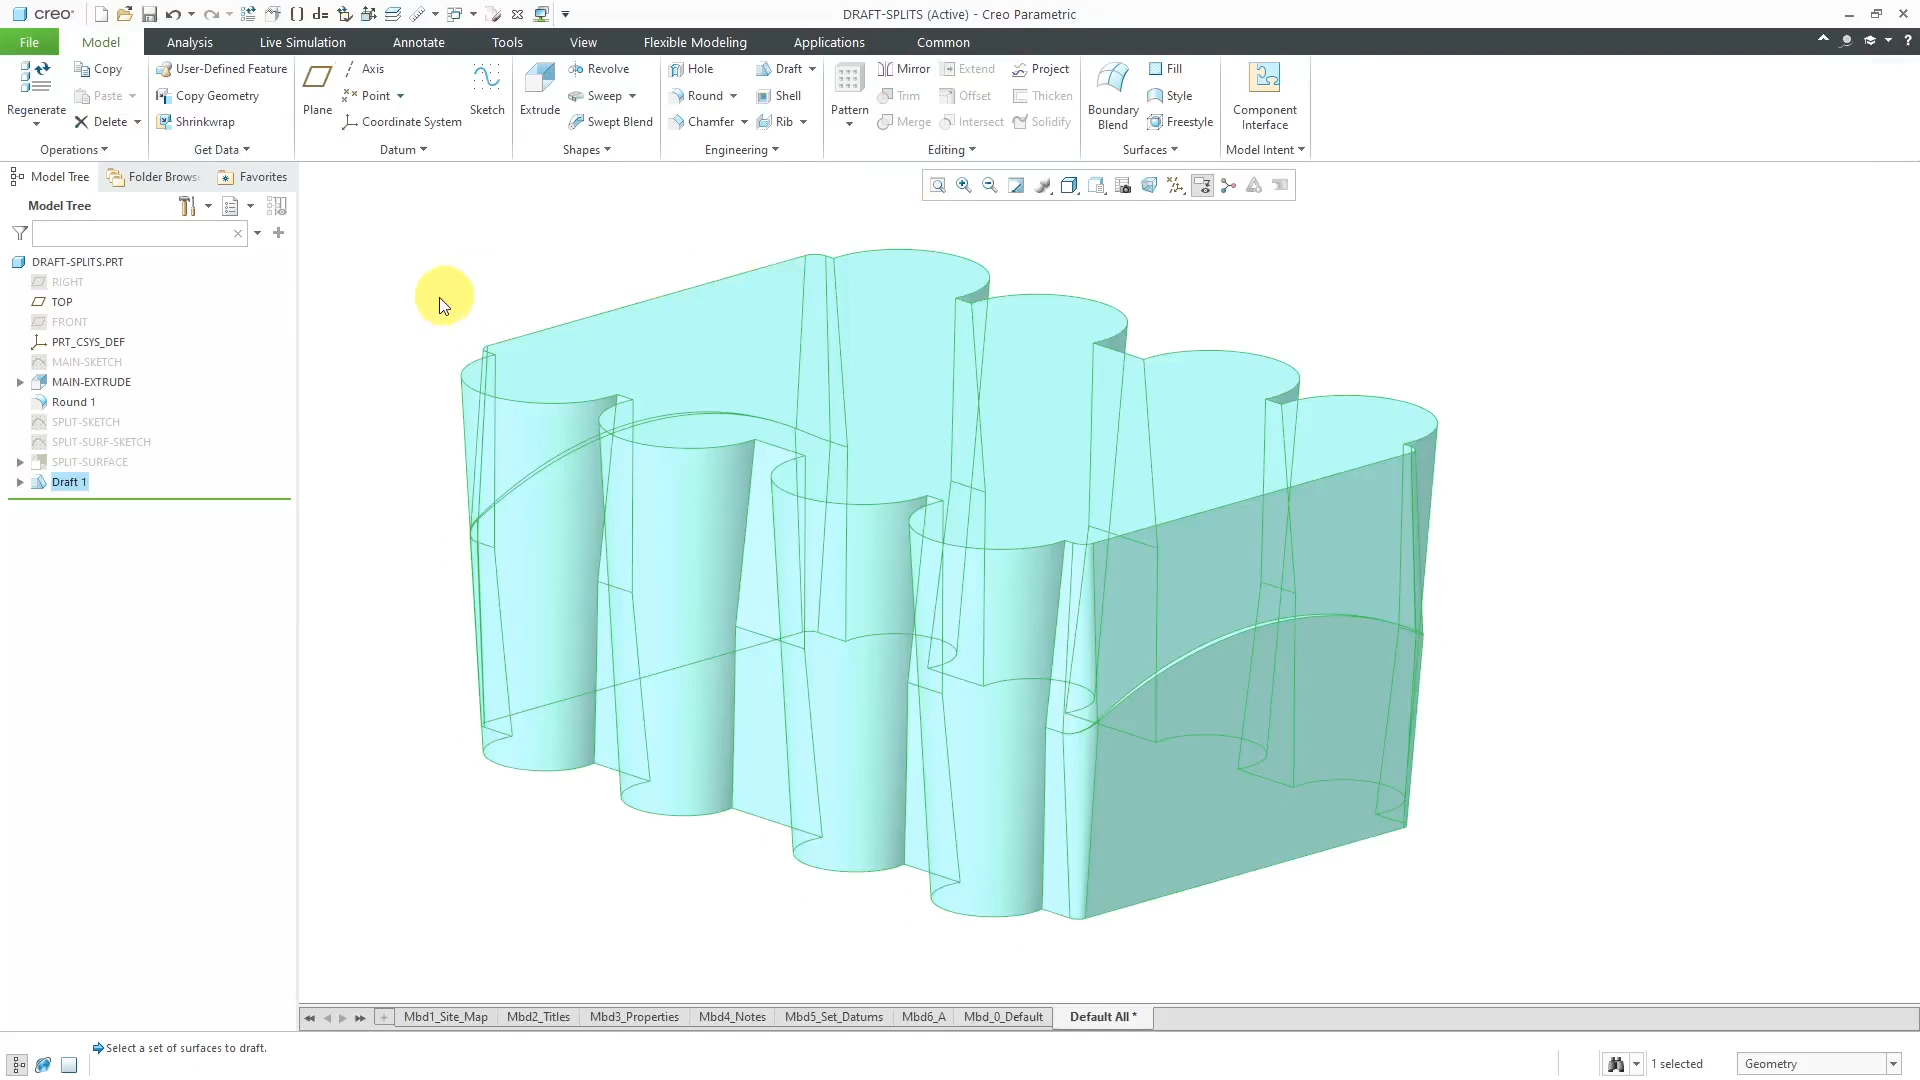 creo
DRAFT-SPLITS (Active) - Creo Parametric
File Model Analysis Live Simulation Annotate Tools View Flexible Modeling Applications Common
Regenerate
Copy
Paste
Delete
Operations
User-Defined Feature
Copy Geometry
Shrinkwrap
Get Data
Plane
Axis
Point
Coordinate System
Sketch
Datum
Extrude
Revolve
Sweep
Swept Blend
Shapes
Hole
Round
Chamfer
Draft
Shell
Rib
Engineering
Pattern
Mirror
Trim
Merge
Extend
Offset
Intersect
Project
Thicken
Solidify
Editing
Boundary
Blend
Fill
Style
Freestyle
Surfaces
Component
Interface
Model Intent
Model Tree Folder Brows Favorites
Model Tree
DRAFT-SPLITS.PRT
RIGHT
TOP
FRONT
PRT_CSYS_DEF
MAIN-SKETCH
MAIN-EXTRUDE
Round 1
SPLIT-SKETCH
SPLIT-SURF-SKETCH
SPLIT-SURFACE
Draft 1
Mbd1_Site_Map Mbd2_Titles Mbd3_Properties Mbd4_Notes Mbd5_Set_Datums Mbd6_A Mbd_0_Default Default All *
Select a set of surfaces to draft.
1 selected
Geometry